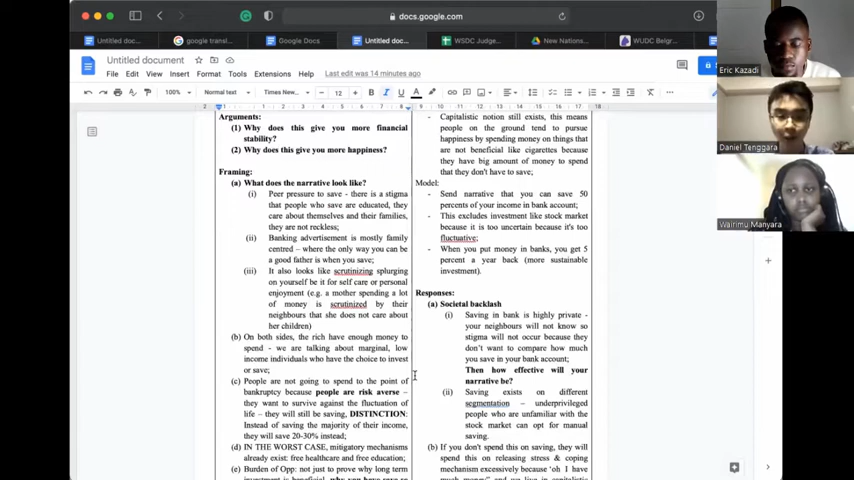 docs.google.com
Untitled doc...
google transl...
Google Docs
Untitled doc...
WSDC Judge...
New Nations...
WUDC Belgr...
Untitled document
File Edit View Insert Format Tools Extensions Help Last edit was 14 minutes ago
100% Normal text Times New... 12 B I U A
2 1 2 3 4 5 6 7 8 9 10 11 12 13 14 15 16 17 18
Arguments:
(1) Why does this give you more financial
stability?
(2) Why does this give you more happiness?
Framing:
(a) What does the narrative look like?
(i) Peer pressure to save - there is a stigma
that people who save are educated, they
care about themselves and their families,
they are not reckless;
(ii) Banking advertisement is mostly family
centred – where the only way you can be
a good father is when you save;
(iii) It also looks like scrutinizing splurging
on yourself be it for self care or personal
enjoyment (e.g. a mother spending a lot
of money is scrutinized by their
neighbours that she does not care about
her children)
(b) On both sides, the rich have enough money to
spend - we are talking about marginal, low
income individuals who have the choice to invest
or save;
(c) People are not going to spend to the point of
bankruptcy because people are risk averse –
they want to survive against the fluctuation of
life – they will still be saving, DISTINCTION:
Instead of saving the majority of their income,
they will save 20-30% instead;
(d) IN THE WORST CASE, mitigatory mechanisms
already exist: free healthcare and free education;
(e) Burden of Opp: not just to prove why long term
- Capitalistic notion still exists, this means
people on the ground tend to pursue
happiness by spending money on things that
are not beneficial like cigarettes because
they have big amount of money to spend
that they don't have to save;
Model:
- Send narrative that you can save 50
percents of your income in bank account;
- This excludes investment like stock market
because it is too uncertain because it's too
fluctuative;
- When you put money in banks, you get 5
percent a year back (more sustainable
investment).
Responses:
(a) Societal backlash
(i) Saving in bank is highly private -
your neighbours will not know so
stigma will not occur because they
don't want to compare how much
you save in your bank account;
Then how effective will your
narrative be?
(ii) Saving exists on different
segmentation – underprivileged
people who are unfamiliar with the
stock market can opt for manual
saving.
(b) If you don't spend this on saving, they will
spend this on releasing stress & coping
mechanism excessively because 'oh I have
Eric Kazadi
Daniel Tenggara
Wairimu Manyara